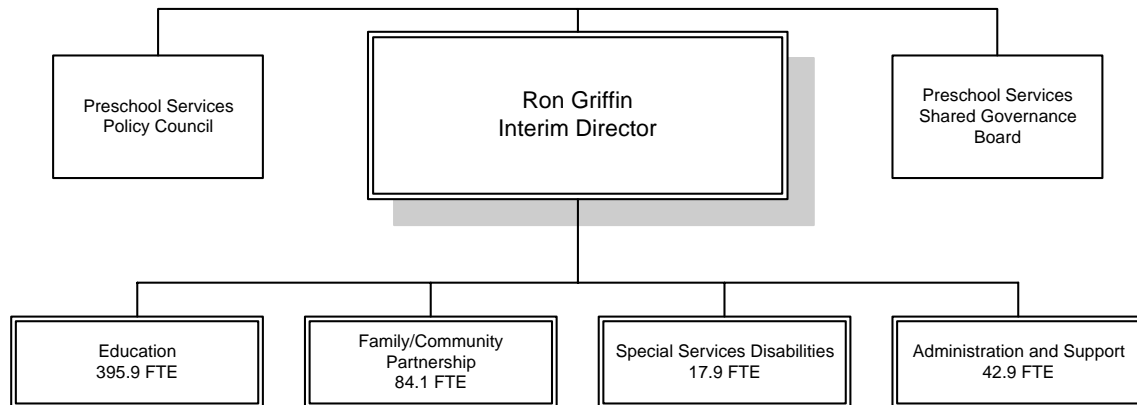 Preschool Services
Policy Council
Ron Griffin
Interim Director
Preschool Services
Shared Governance
Board
Education
395.9 FTE
Family/Community
Partnership
84.1 FTE
Special Services Disabilities
17.9 FTE
Administration and Support
42.9 FTE